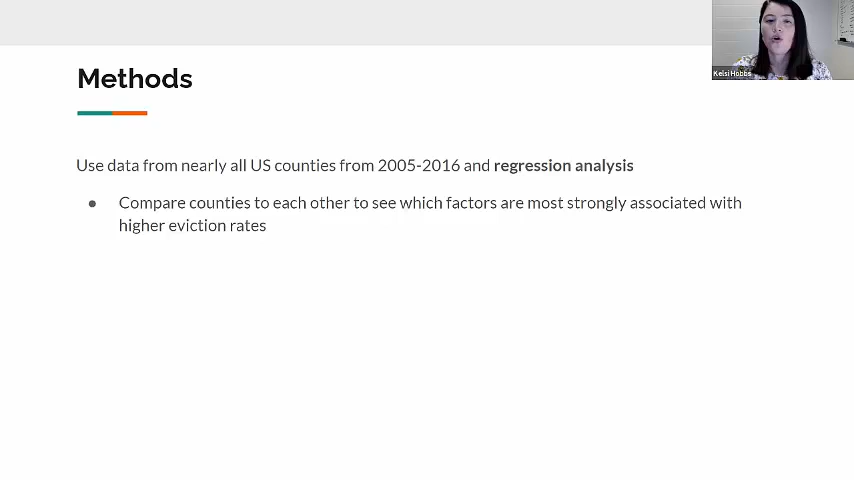 Methods
Kelsi Hobbs
Use data from nearly all US counties from 2005-2016 and regression analysis
● Compare counties to each other to see which factors are most strongly associated with
higher eviction rates